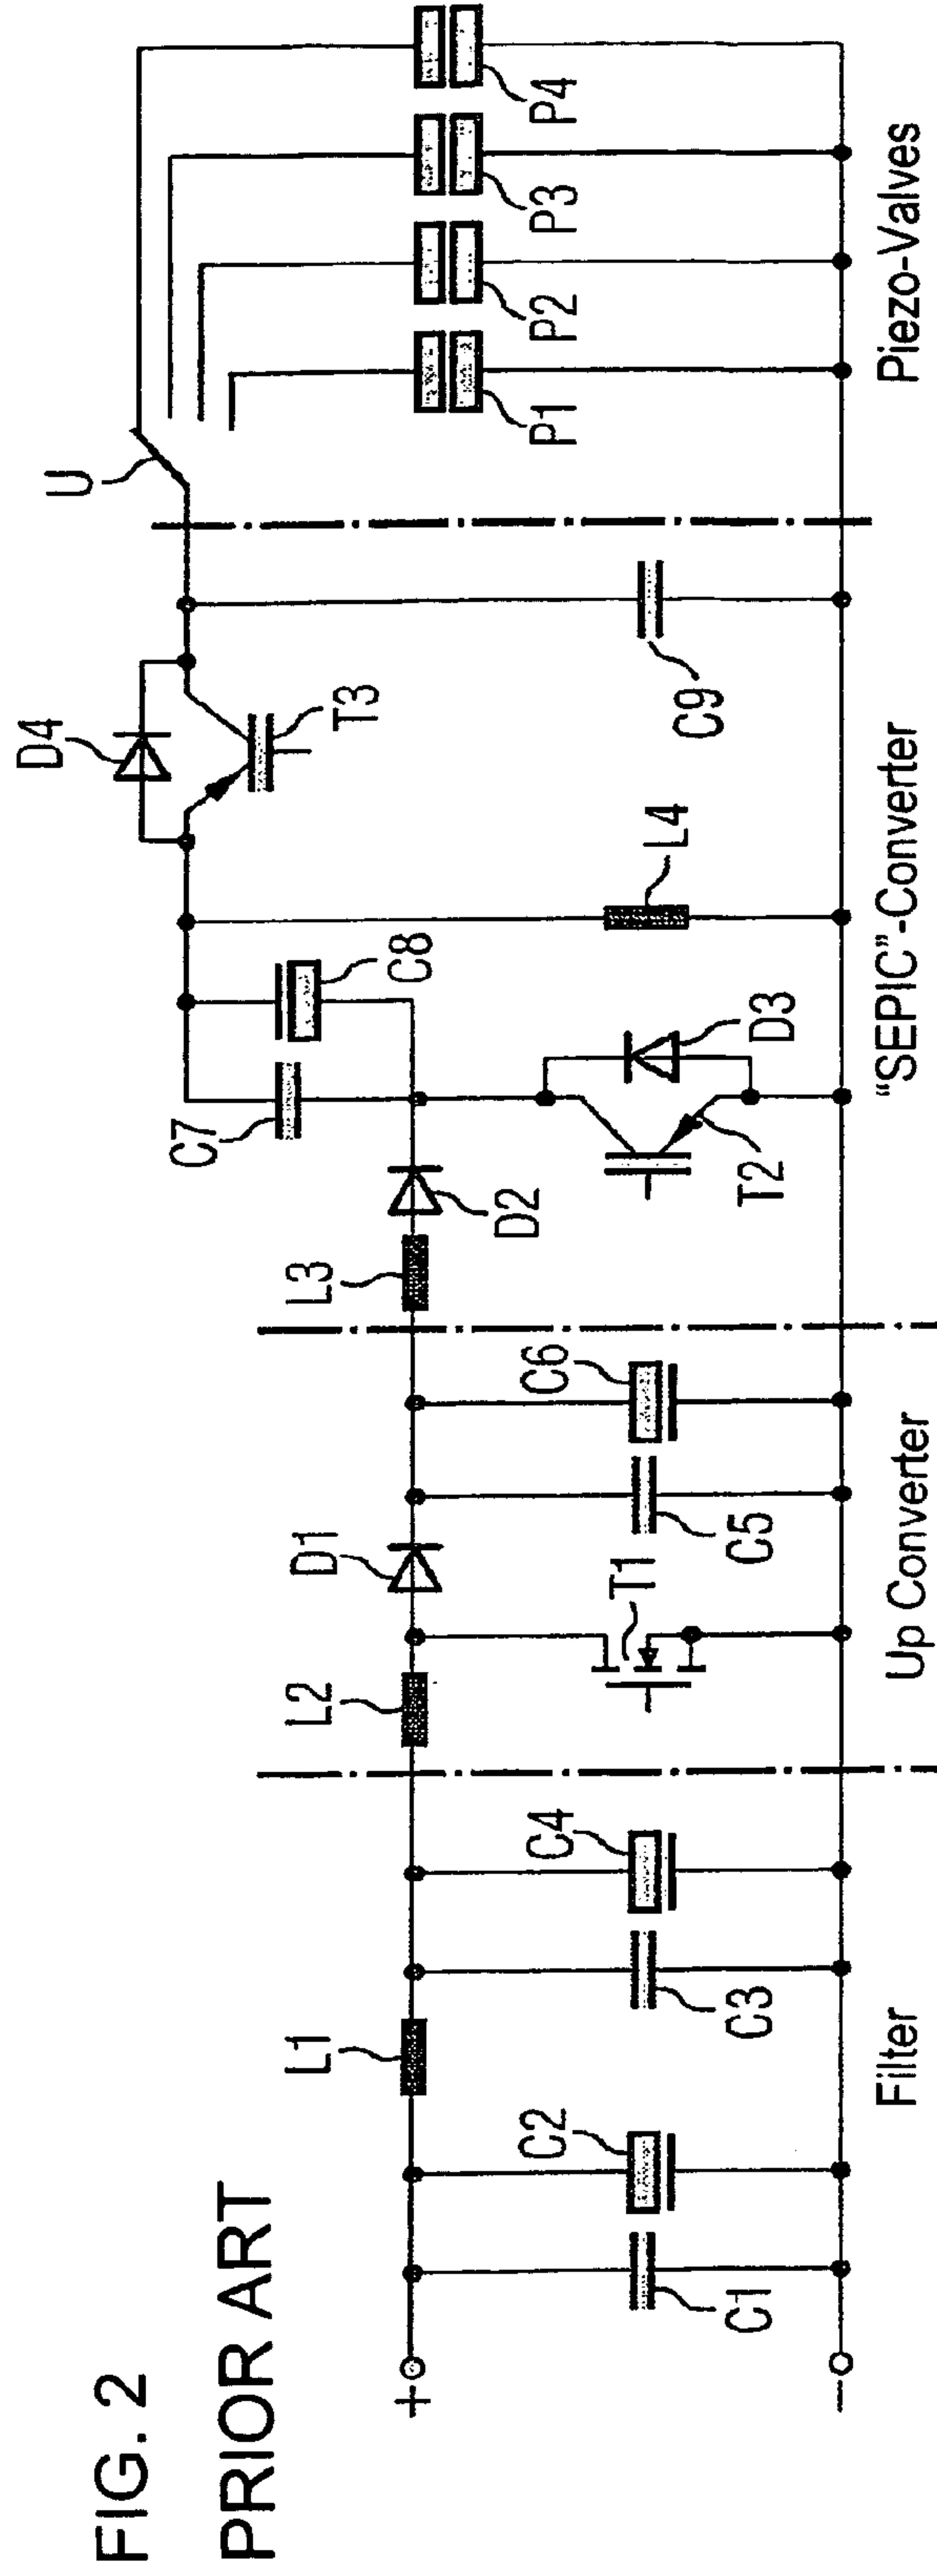 FIG. 2
PRIOR ART
+
-
C1
C2
L1
C3
C4
Filter
L2
T1
D1
C5
C6
Up Converter
L3
D2
C7
C8
T2
D3
L4
D4
T3
C9
“SEPIC”-Converter
U
P1
P2
P3
P4
Piezo-Valves